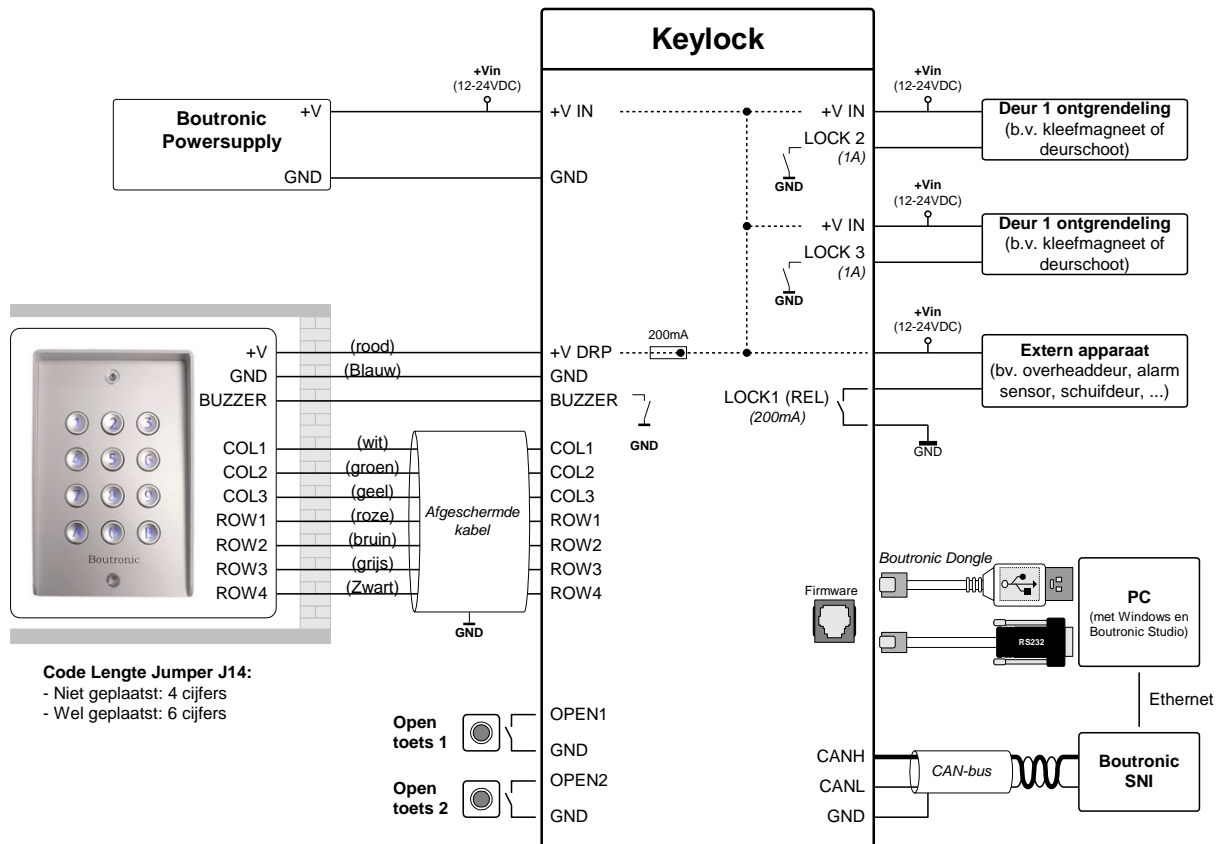 Keylock
+Vin
(12-24VDC)
Boutronic
Powersupply
+V
GND
+V IN
GND
+V IN
LOCK 2
(1A)
GND
+Vin
(12-24VDC)
Deur 1 ontgrendeling
(b.v. kleefmagneet of
deurschoot)
+V IN
LOCK 3
(1A)
GND
+Vin
(12-24VDC)
Deur 1 ontgrendeling
(b.v. kleefmagneet of
deurschoot)
+Vin
(12-24VDC)
Extern apparaat
(bv. overheaddeur, alarm
sensor, schuifdeur, ...)
200mA
LOCK1 (REL)
(200mA)
GND
1 2 3
4 5 6
7 8 9
A 0 B
Boutronic
+V (rood) +V DRP
GND (Blauw) GND
BUZZER BUZZER
GND
COL1 (wit) COL1
COL2 (groen) COL2
COL3 (geel) COL3
ROW1 (roze) ROW1
ROW2 (bruin) ROW2
ROW3 (grijs) ROW3
ROW4 (Zwart) ROW4
Afgeschermde
kabel
GND
Code Lengte Jumper J14:
- Niet geplaatst: 4 cijfers
- Wel geplaatst: 6 cijfers
Open
toets 1
OPEN1
GND
Open
toets 2
OPEN2
GND
Firmware
Boutronic Dongle
RS232
PC
(met Windows en
Boutronic Studio)
Ethernet
CANH
CANL
GND
CAN-bus
Boutronic
SNI